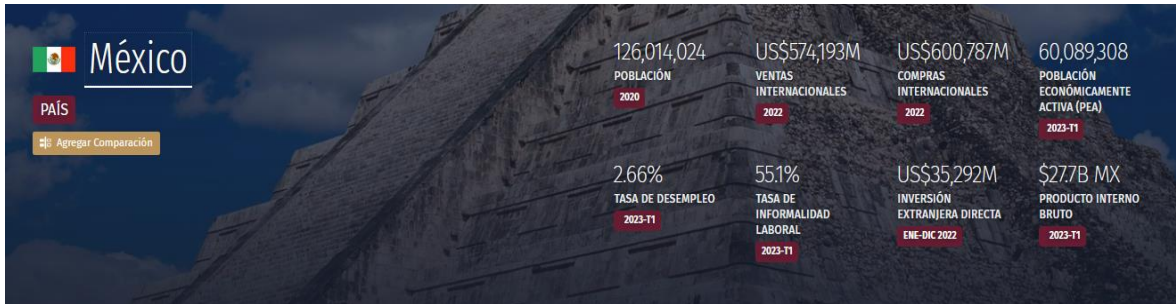 México
PAÍS
Agregar Comparación
126,014,024
POBLACIÓN
2020
US$574,193M
VENTAS
INTERNACIONALES
2022
US$600,787M
COMPRAS
INTERNACIONALES
2022
60,089,308
POBLACIÓN
ECONÓMICAMENTE
ACTIVA (PEA)
2023-T1
2.66%
TASA DE DESEMPLEO
2023-T1
55.1%
TASA DE
INFORMALIDAD
LABORAL
2023-T1
US$35,292M
INVERSIÓN
EXTRANJERA DIRECTA
ENE-DIC 2022
$27.7B MX
PRODUCTO INTERNO
BRUTO
2023-T1